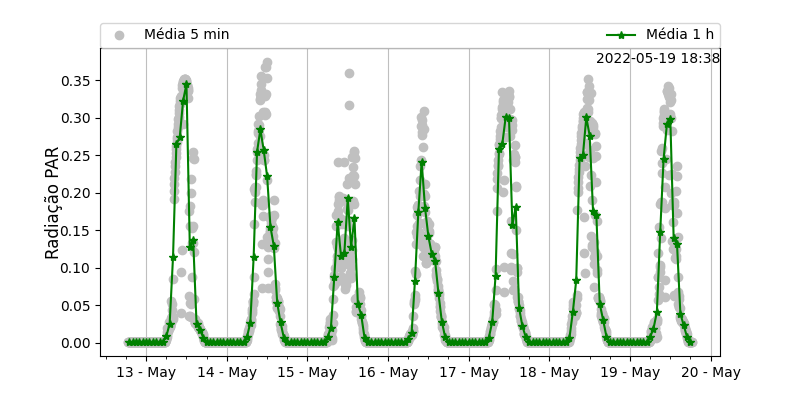 Média 5 min
Média 1 h
2022-05-19 18:38
Radiação PAR
0.35
0.30
0.25
0.20
0.15
0.10
0.05
0.00
13 - May
14 - May
15 - May
16 - May
17 - May
18 - May
19 - May
20 - May